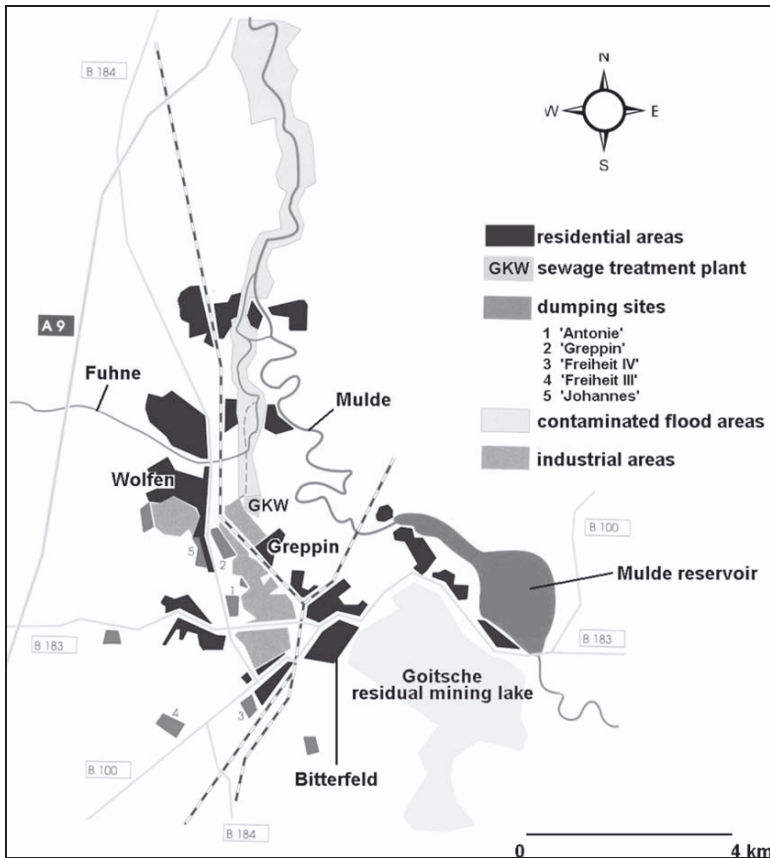 B 184
N
W E
S
residential areas
GKW sewage treatment plant
dumping sites
1 'Antonie'
2 'Greppin'
3 'Freiheit IV'
4 'Freiheit III'
5 'Johannes'
contaminated flood areas
industrial areas
A 9
Fuhne
Mulde
Wolfen
GKW
Greppin
B 100
5
2
Mulde reservoir
1
B 183
B 183
Goitsche
residual mining lake
4
3
B 100
Bitterfeld
B 184
0 4 km